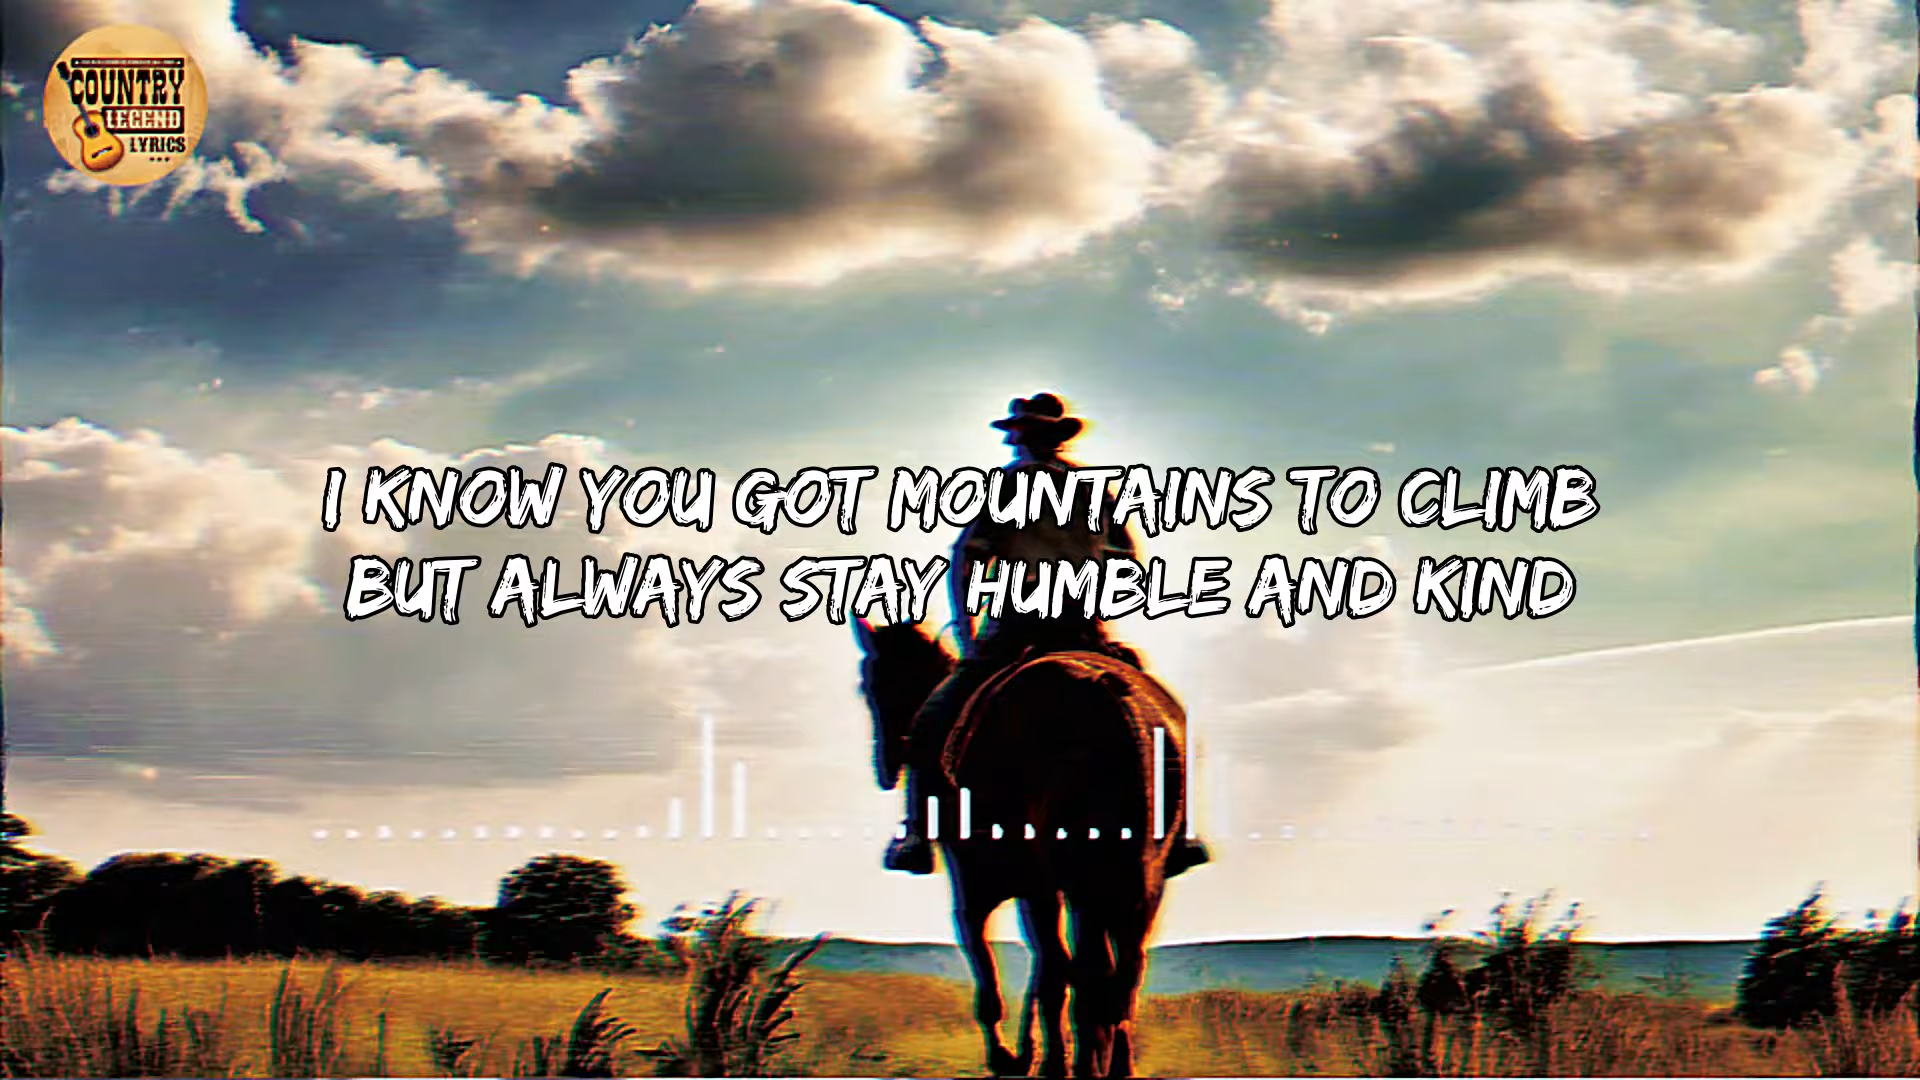 COUNTRY
LEGEND
LYRICS
I KNOW YOU GOT MOUNTAINS TO CLIMB
BUT ALWAYS STAY HUMBLE AND KIND